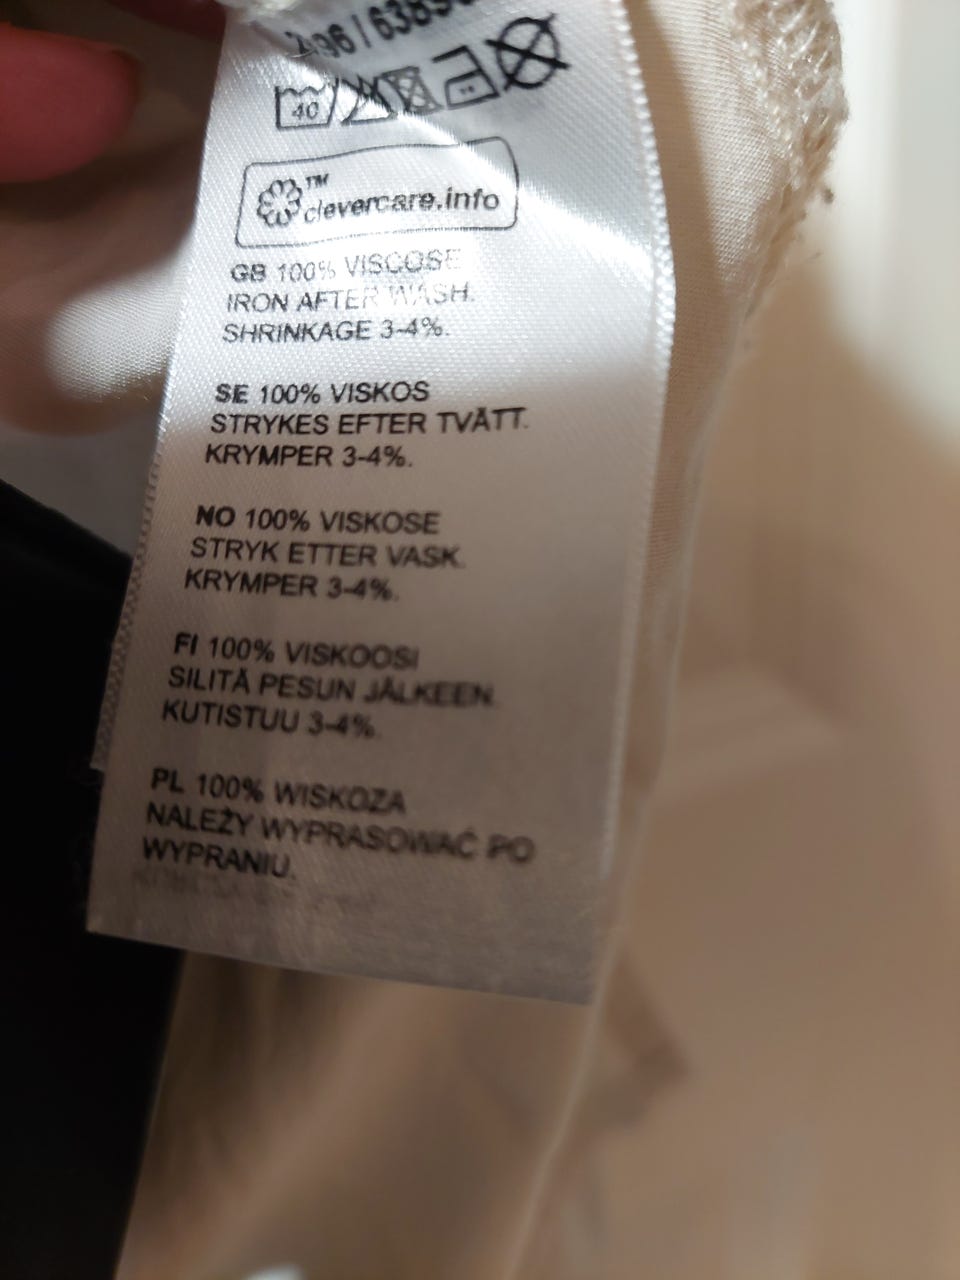 40
TM
clevercare.info
GB 100% VISCOSE
IRON AFTER WASH.
SHRINKAGE 3-4%.
SE 100% VISKOS
STRYKES EFTER TVÄTT.
KRYMPER 3-4%.
NO 100% VISKOSE
STRYK ETTER VASK.
KRYMPER 3-4%.
FI 100% VISKOOSI
SILITÄ PESUN JÄLKEEN.
KUTISTUU 3-4%.
PL 100% WISKOZA
NALEŻY WYPRASOWAĆ PO
WYPRANIU.